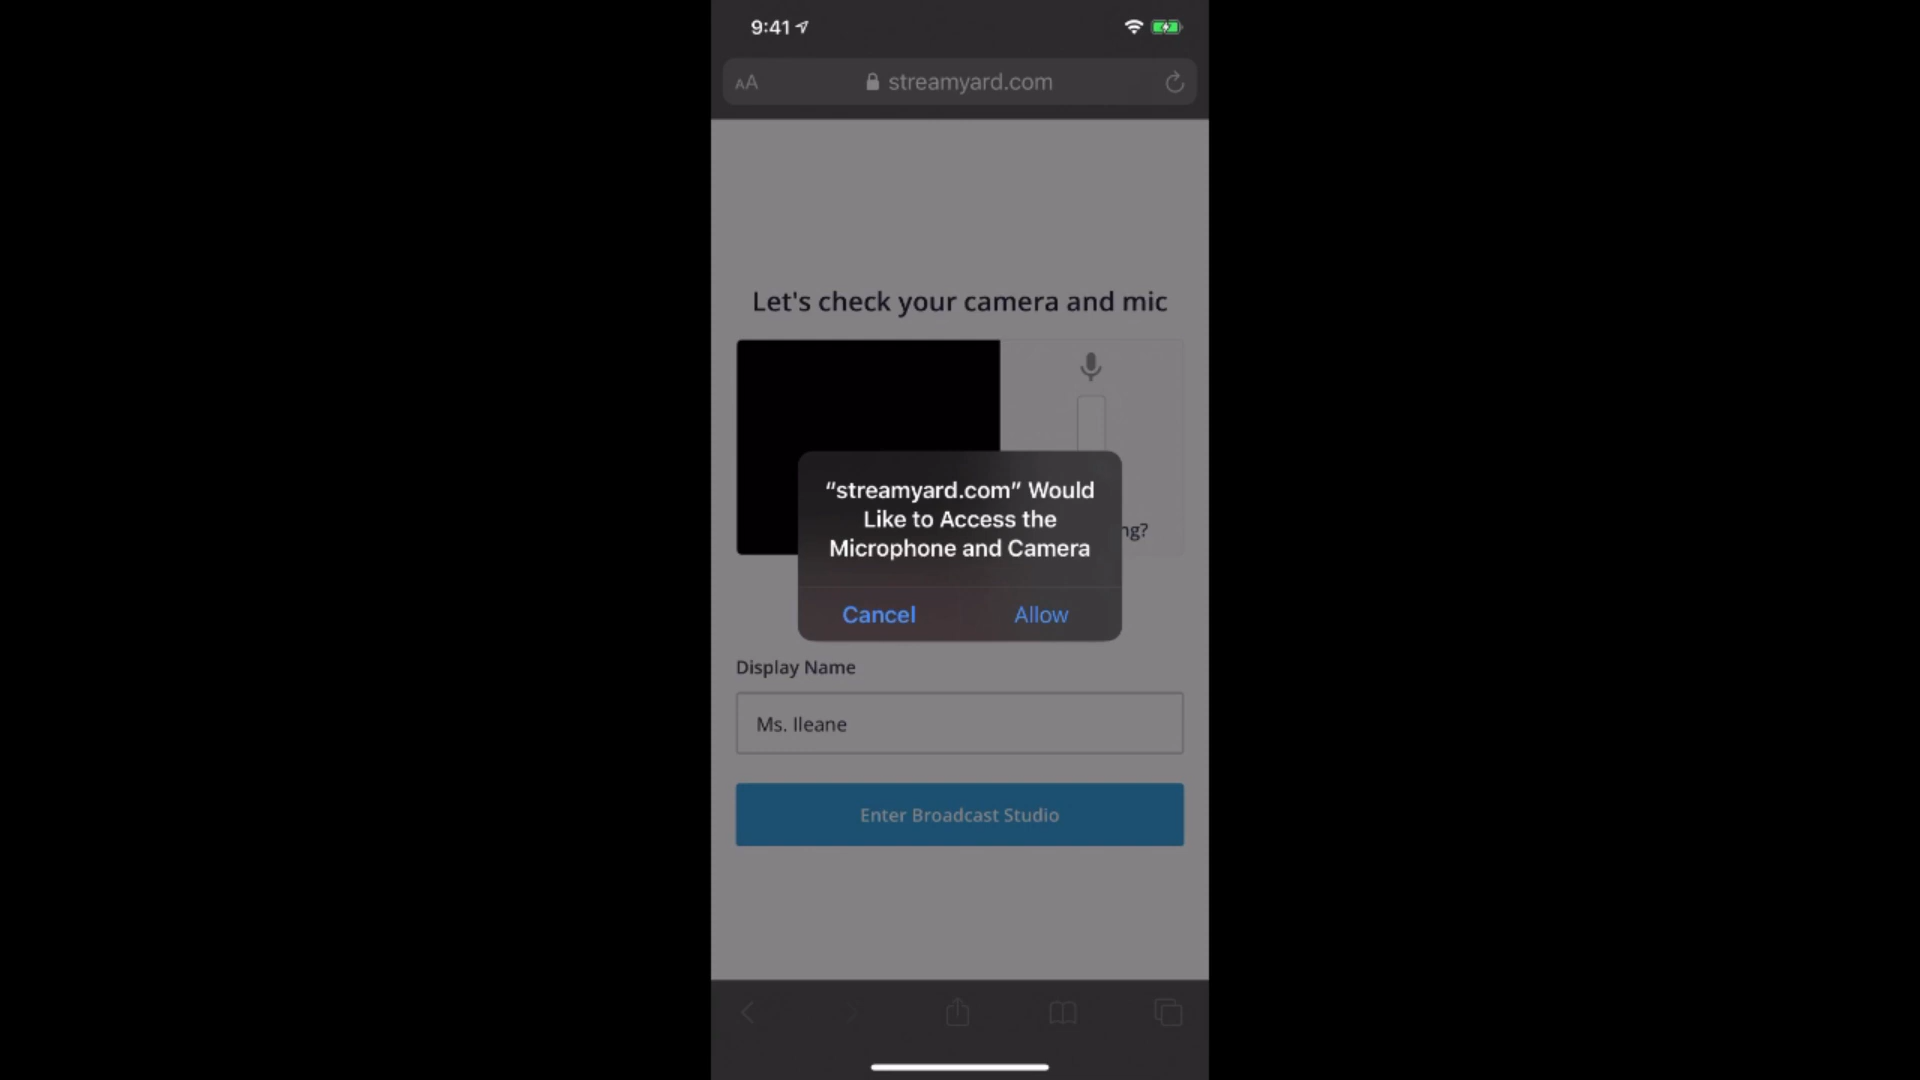 9:41
AA streamyard.com
Let's check your camera and mic
ng?
"streamyard.com" Would
Like to Access the
Microphone and Camera
Cancel Allow
Display Name
Ms. Ileane
Enter Broadcast Studio